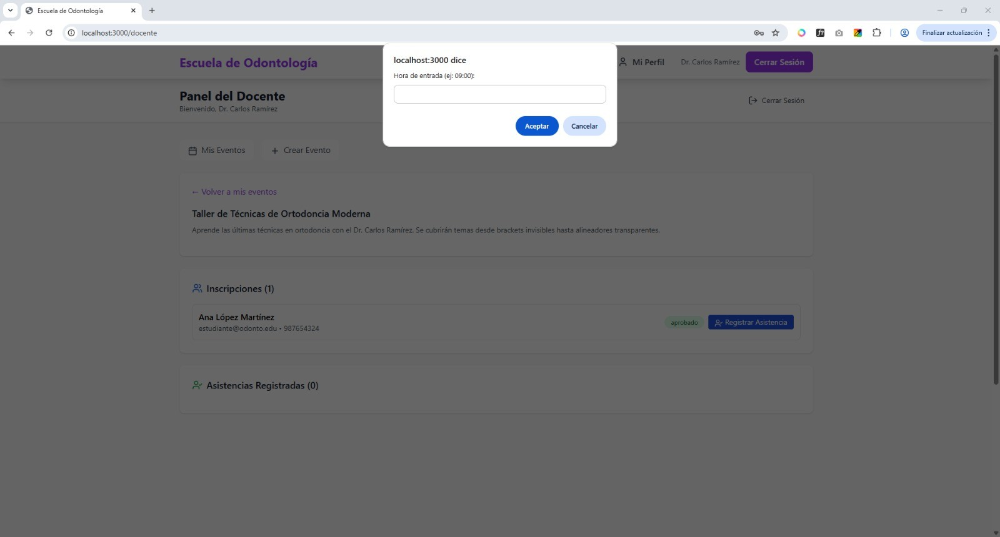 Escuela de Odontología
localhost:3000/docente
Finalizar actualización
localhost:3000 dice
Hora de entrada (ej: 09:00):
Aceptar
Cancelar
Escuela de Odontología
Mi Perfil
Dr. Carlos Ramírez
Cerrar Sesión
Panel del Docente
Bienvenido, Dr. Carlos Ramírez
Cerrar Sesión
Mis Eventos
Crear Evento
← Volver a mis eventos
Taller de Técnicas de Ortodoncia Moderna
Aprende las últimas técnicas en ortodoncia con el Dr. Carlos Ramírez. Se cubrirán temas desde brackets invisibles hasta alineadores transparentes.
Inscripciones (1)
Ana López Martínez
estudiante@odonto.edu • 987654324
aprobado
Registrar Asistencia
Asistencias Registradas (0)